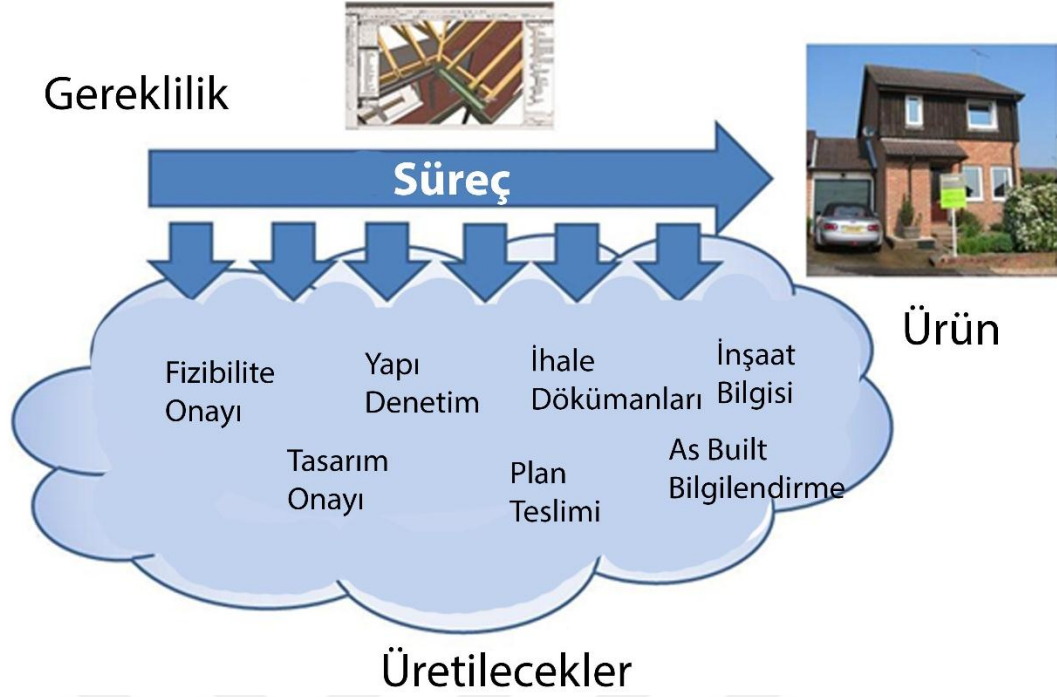 Gereklilik
Süreç
Ürün
Fizibilite
Onayı
Yapı
Denetim
İhale
Dökümanları
İnşaat
Bilgisi
Tasarım
Onayı
Plan
Teslimi
As Built
Bilgilendirme
Üretilecekler